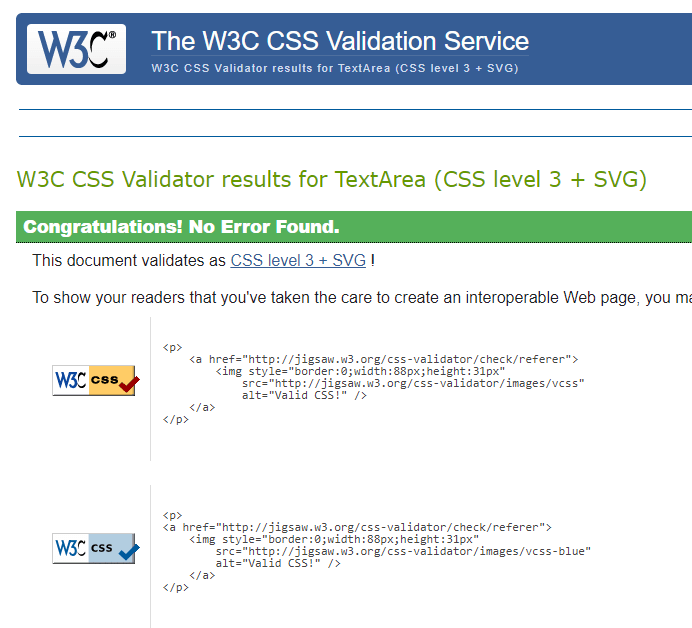 W3C®
The W3C CSS Validation Service
W3C CSS Validator results for TextArea (CSS level 3 + SVG)
W3C CSS Validator results for TextArea (CSS level 3 + SVG)
Congratulations! No Error Found.
This document validates as CSS level 3 + SVG !
To show your readers that you've taken the care to create an interoperable Web page, you ma
W3C css
<p>
    <a href="http://jigsaw.w3.org/css-validator/check/referer">
        <img style="border:0;width:88px;height:31px"
            src="http://jigsaw.w3.org/css-validator/images/vcss"
            alt="Valid CSS!" />
    </a>
</p>
W3C css
<p>
<a href="http://jigsaw.w3.org/css-validator/check/referer">
    <img style="border:0;width:88px;height:31px"
        src="http://jigsaw.w3.org/css-validator/images/vcss-blue"
        alt="Valid CSS!" />
    </a>
</p>